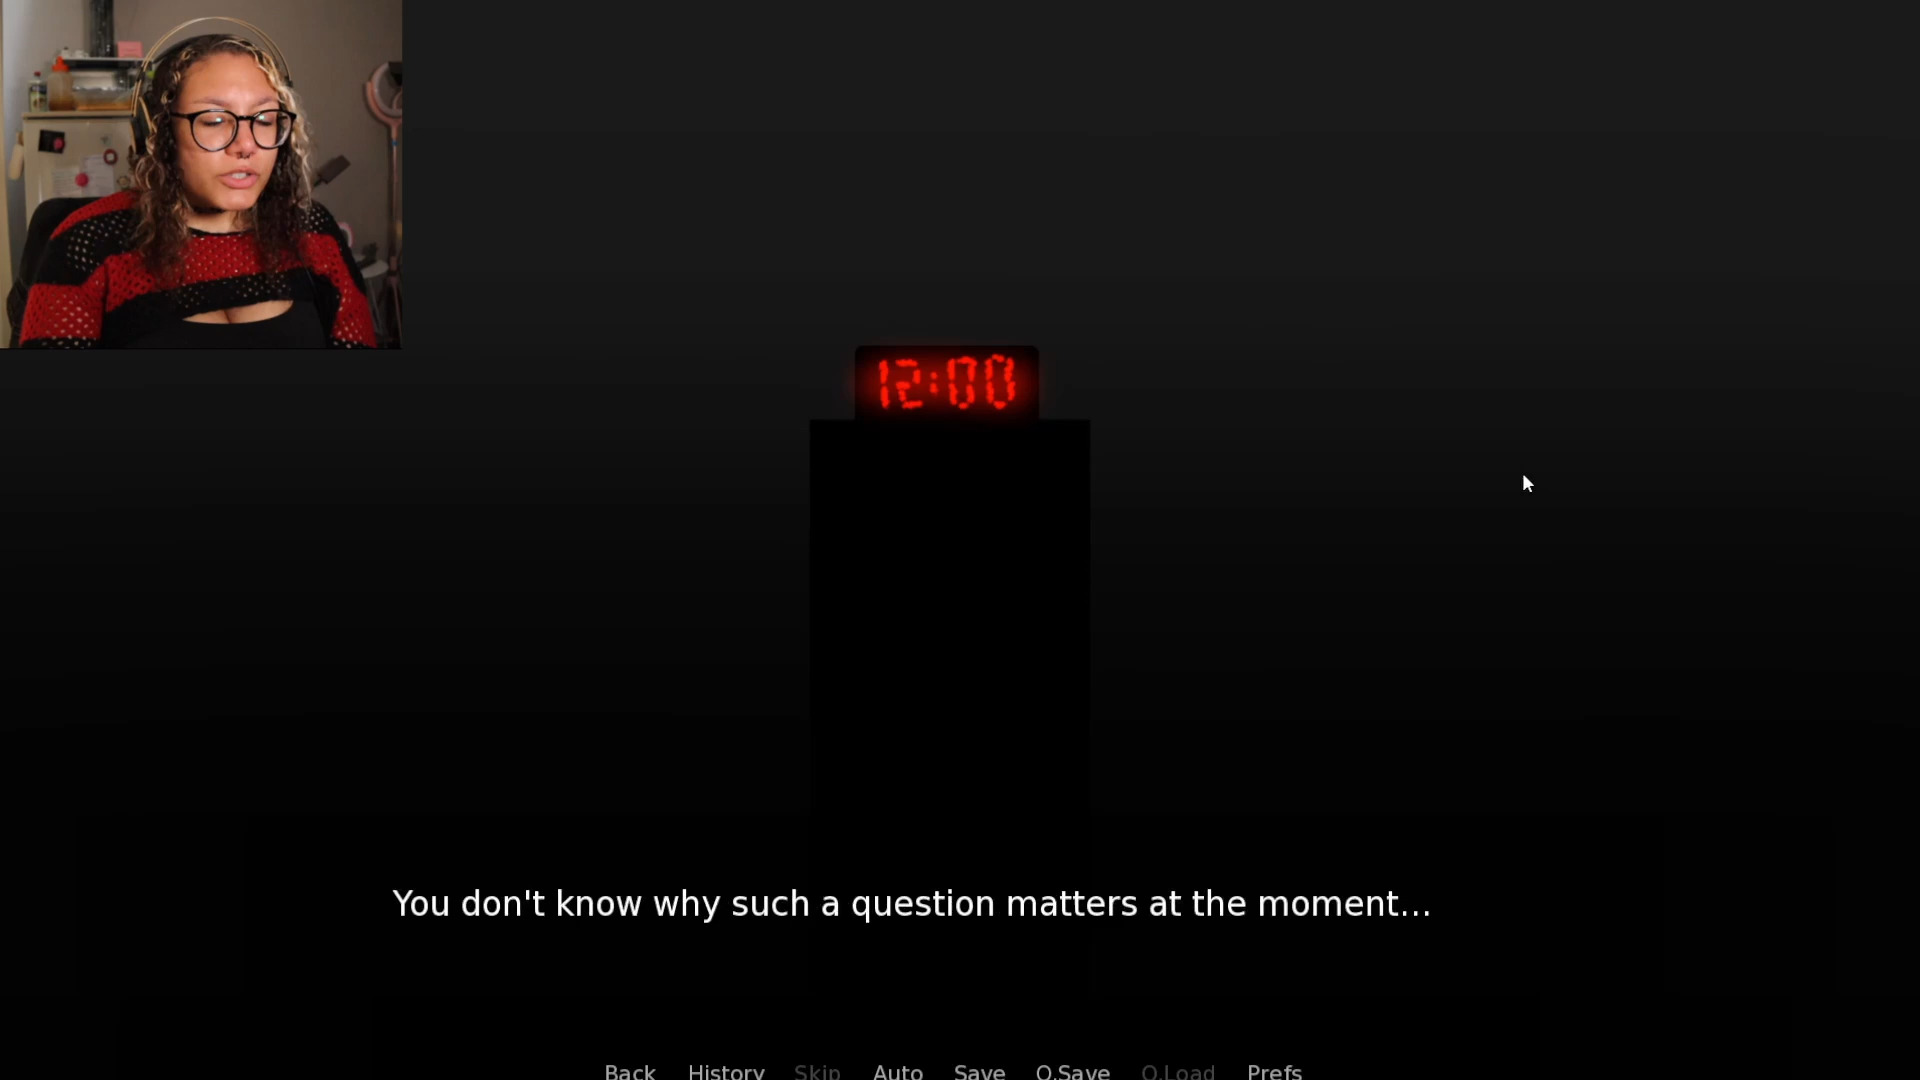 12:00
You don't know why such a question matters at the moment...
Back History Skip Auto Save Q.Save Q.Load Prefs